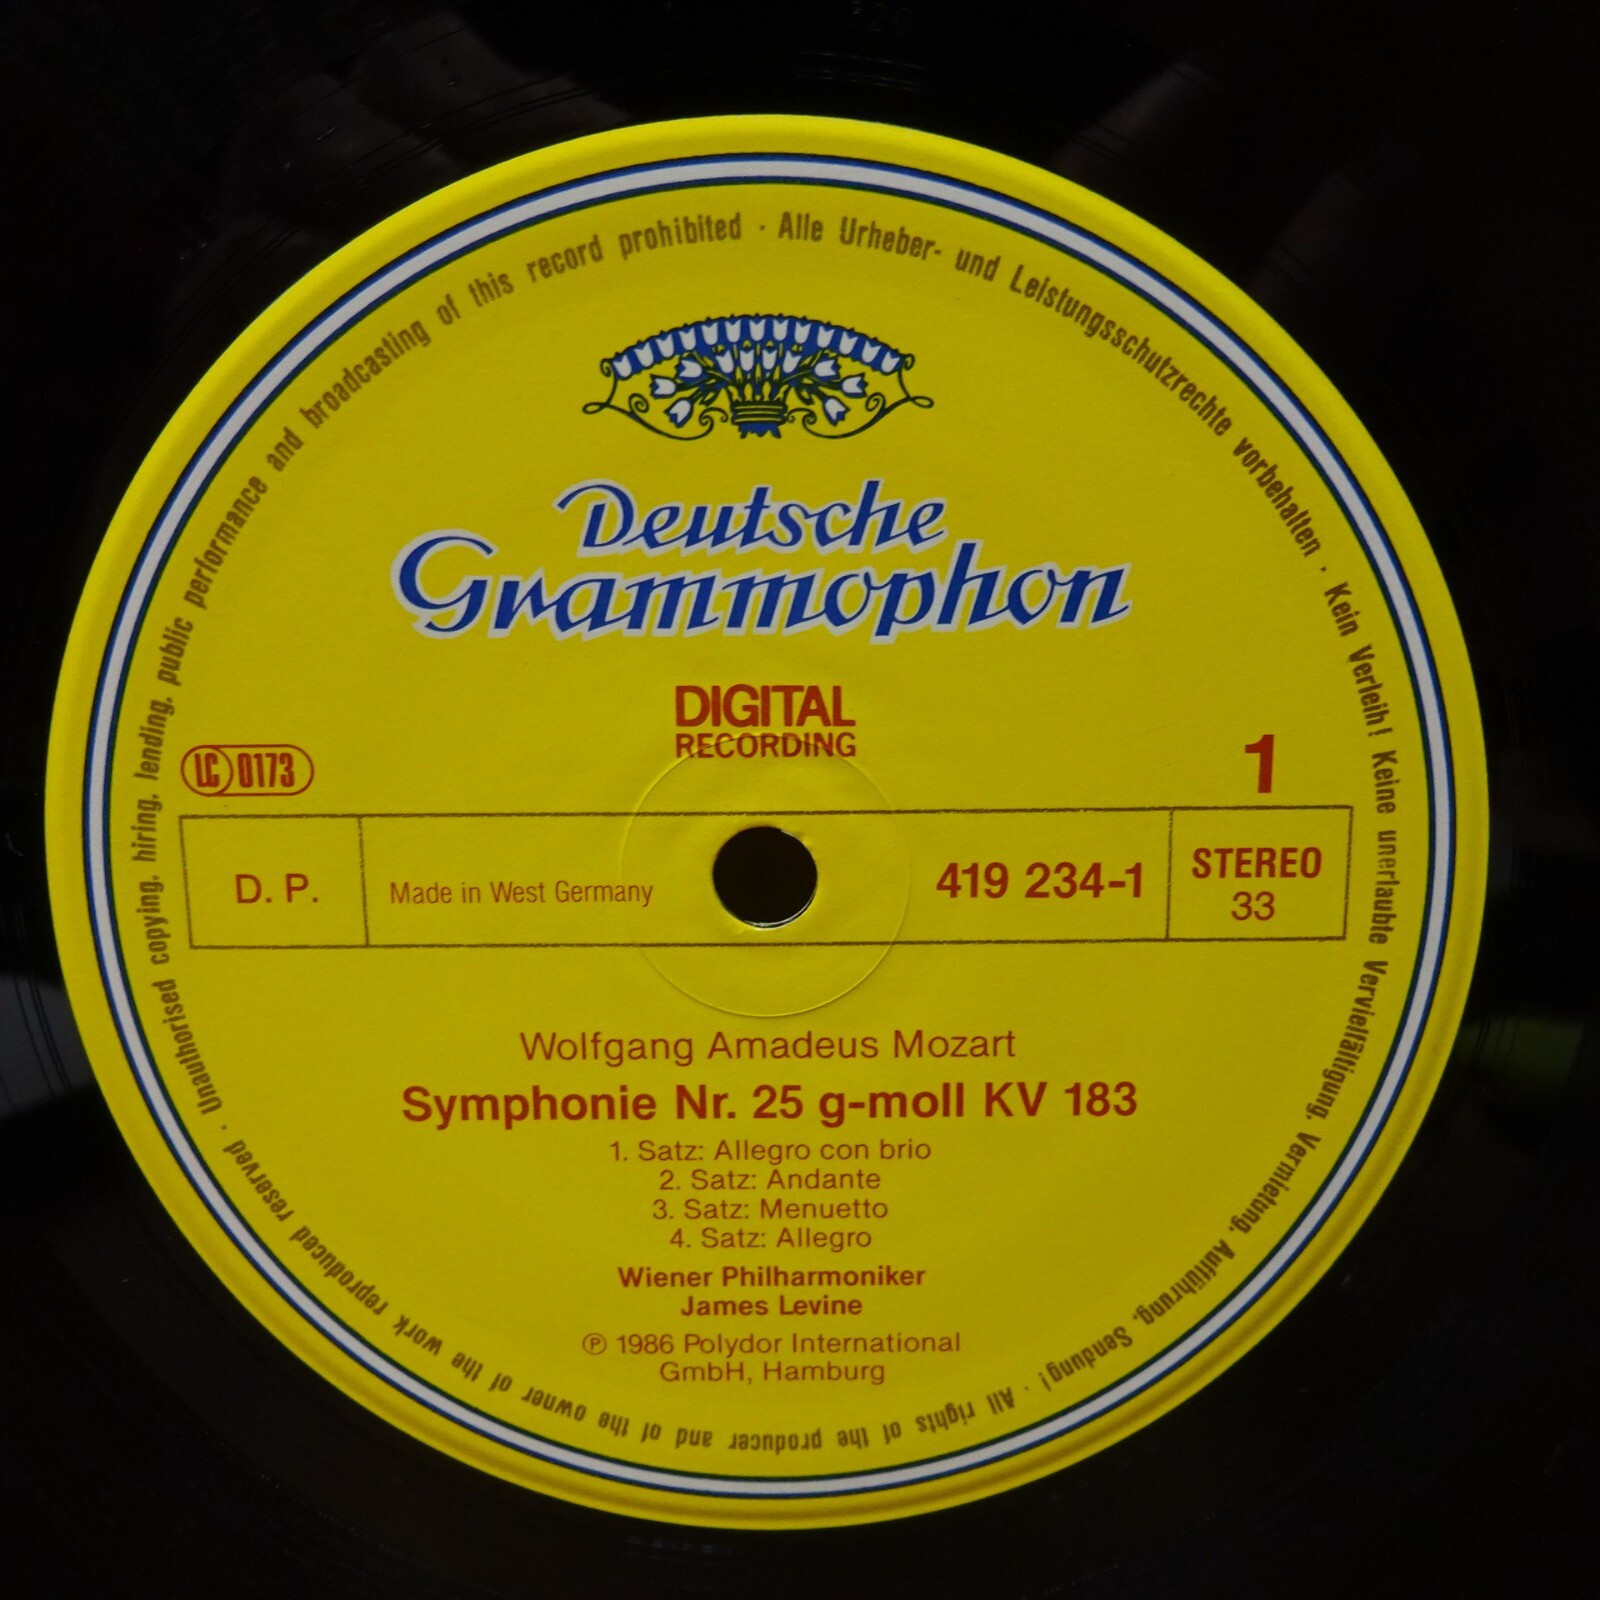 Deutsche
Grammophon
DIGITAL
RECORDING
LC 0173
1
D. P.
Made in West Germany
419 234-1
STEREO
33
Wolfgang Amadeus Mozart
Symphonie Nr. 25 g-moll KV 183
1. Satz: Allegro con brio
2. Satz: Andante
3. Satz: Menuetto
4. Satz: Allegro
Wiener Philharmoniker
James Levine
℗ 1986 Polydor International
GmbH, Hamburg
Alle Urheber- und Leistungsschutzrechte vorbehalten · Kein Verleih! Keine unerlaubte Vervielfältigung, Vermietung, Aufführung, Sendung! · All rights of the producer and of the owner of the work reproduced reserved · Unauthorised copying, hiring, lending, public performance and broadcasting of this record prohibited ·